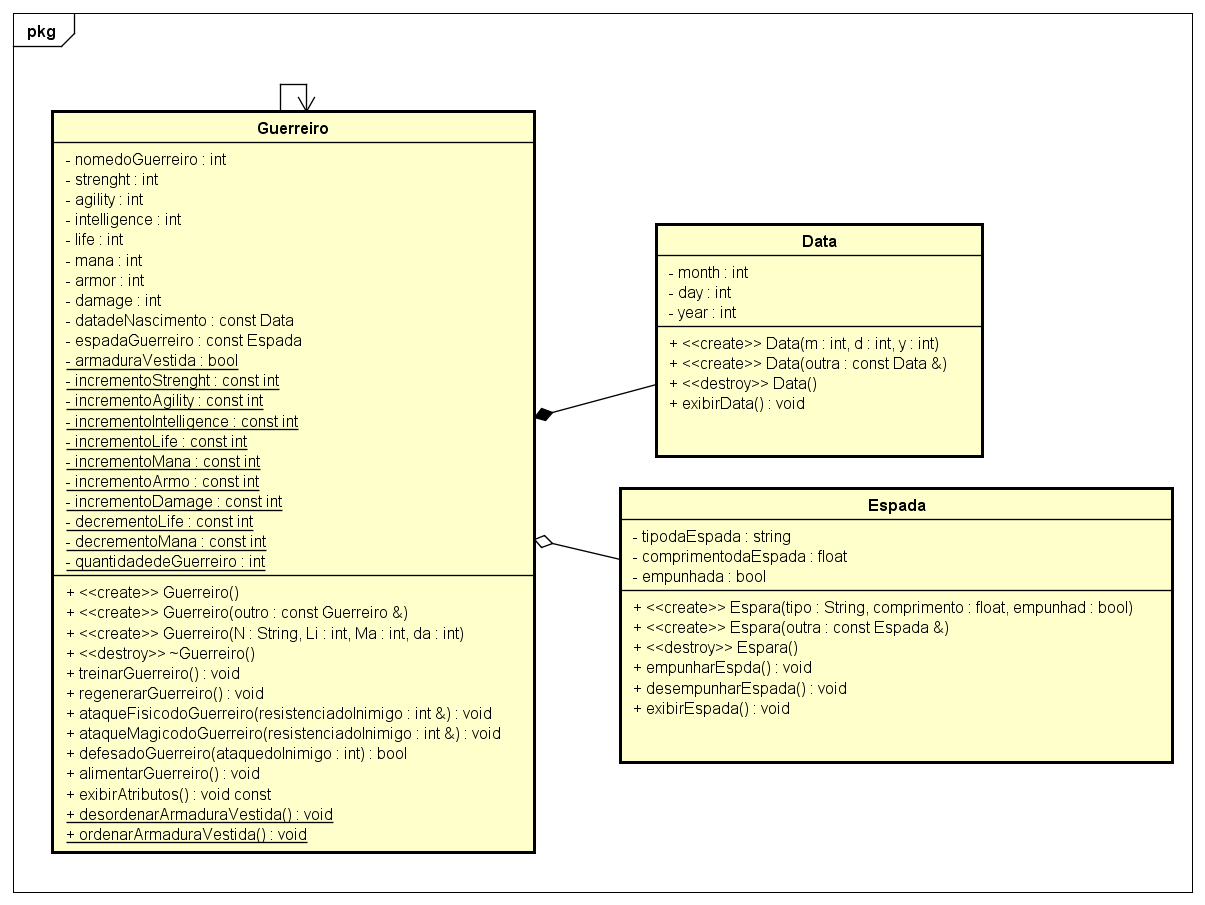 pkg
Guerreiro
- nomedoGuerreiro : int
- strenght : int
- agility : int
- intelligence : int
- life : int
- mana : int
- armor : int
- damage : int
- datadeNascimento : const Data
- espadaGuerreiro : const Espada
- armaduraVestida : bool
- incrementoStrenght : const int
- incrementoAgility : const int
- incrementoIntelligence : const int
- incrementoLife : const int
- incrementoMana : const int
- incrementoArmo : const int
- incrementoDamage : const int
- decrementoLife : const int
- decrementoMana : const int
- quantidadedeGuerreiro : int
+ <<create>> Guerreiro()
+ <<create>> Guerreiro(outro : const Guerreiro &)
+ <<create>> Guerreiro(N : String, Li : int, Ma : int, da : int)
+ <<destroy>> ~Guerreiro()
+ treinarGuerreiro() : void
+ regenerarGuerreiro() : void
+ ataqueFisicodoGuerreiro(resistenciadoInimigo : int &) : void
+ ataqueMagicodoGuerreiro(resistenciadoInimigo : int &) : void
+ defesadoGuerreiro(ataquedoInimigo : int) : bool
+ alimentarGuerreiro() : void
+ exibirAtributos() : void const
+ desordenarArmaduraVestida() : void
+ ordenarArmaduraVestida() : void
Data
- month : int
- day : int
- year : int
+ <<create>> Data(m : int, d : int, y : int)
+ <<create>> Data(outra : const Data &)
+ <<destroy>> Data()
+ exibirData() : void
Espada
- tipodaEspada : string
- comprimentodaEspada : float
- empunhada : bool
+ <<create>> Espara(tipo : String, comprimento : float, empunhad : bool)
+ <<create>> Espara(outra : const Espada &)
+ <<destroy>> Espara()
+ empunharEspda() : void
+ desempunharEspada() : void
+ exibirEspada() : void